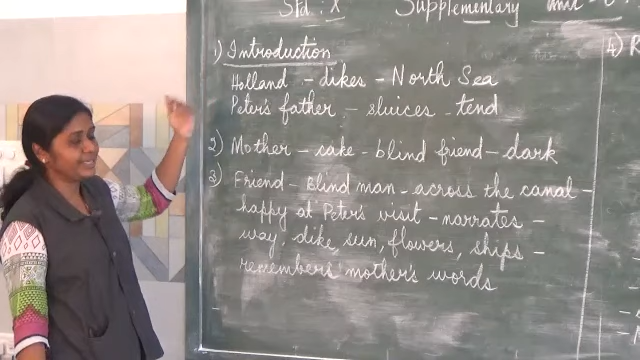 Std : X Supplementary unit
1) Introduction
Holland - dikes - North Sea
Peter's father - sluices - tend
2) Mother - cake - blind friend - dark
3) Friend - blind man - across the canal -
happy at Peter's visit - narrates -
way, dike, sun, flowers, ships -
remembers mother's words
4) R